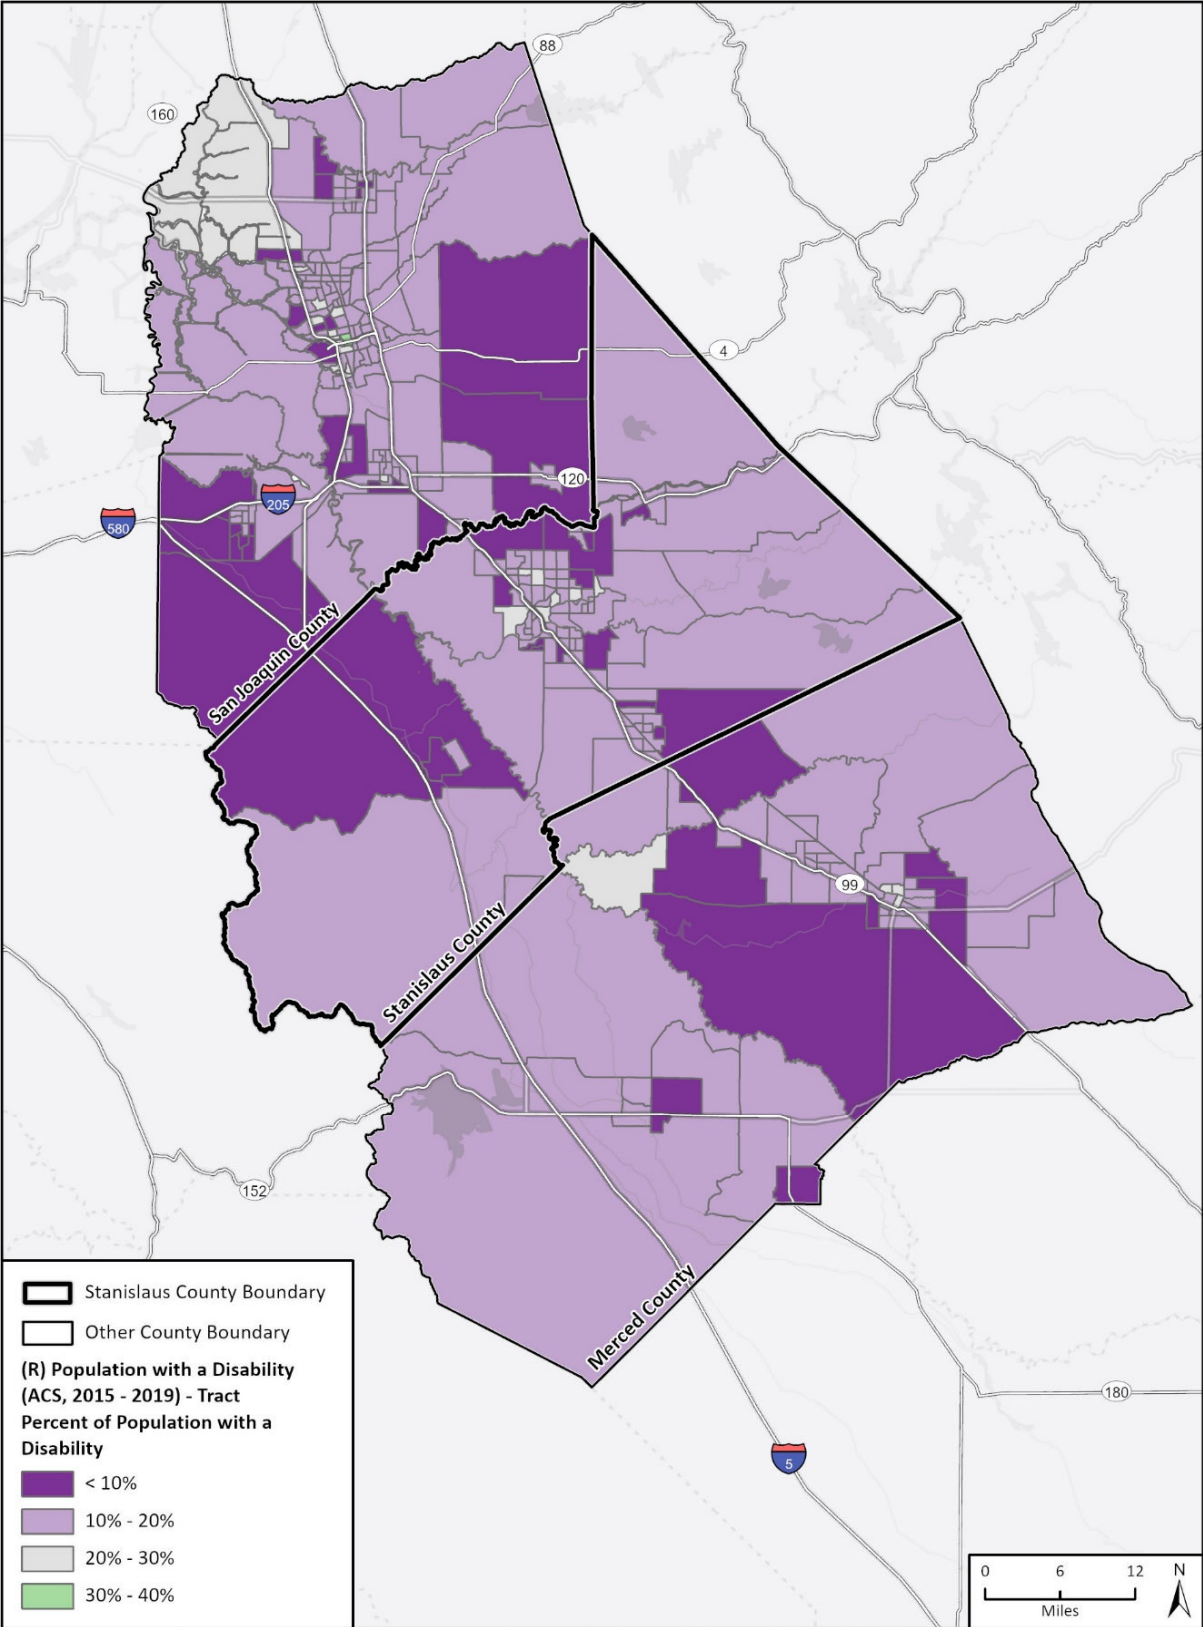 88
160
4
120
205
580
San Joaquin County
99
Stanislaus County
152
Merced County
180
5
Stanislaus County Boundary
Other County Boundary
(R) Population with a Disability
(ACS, 2015 - 2019) - Tract
Percent of Population with a
Disability
< 10%
10% - 20%
20% - 30%
30% - 40%
0 6 12 N
Miles